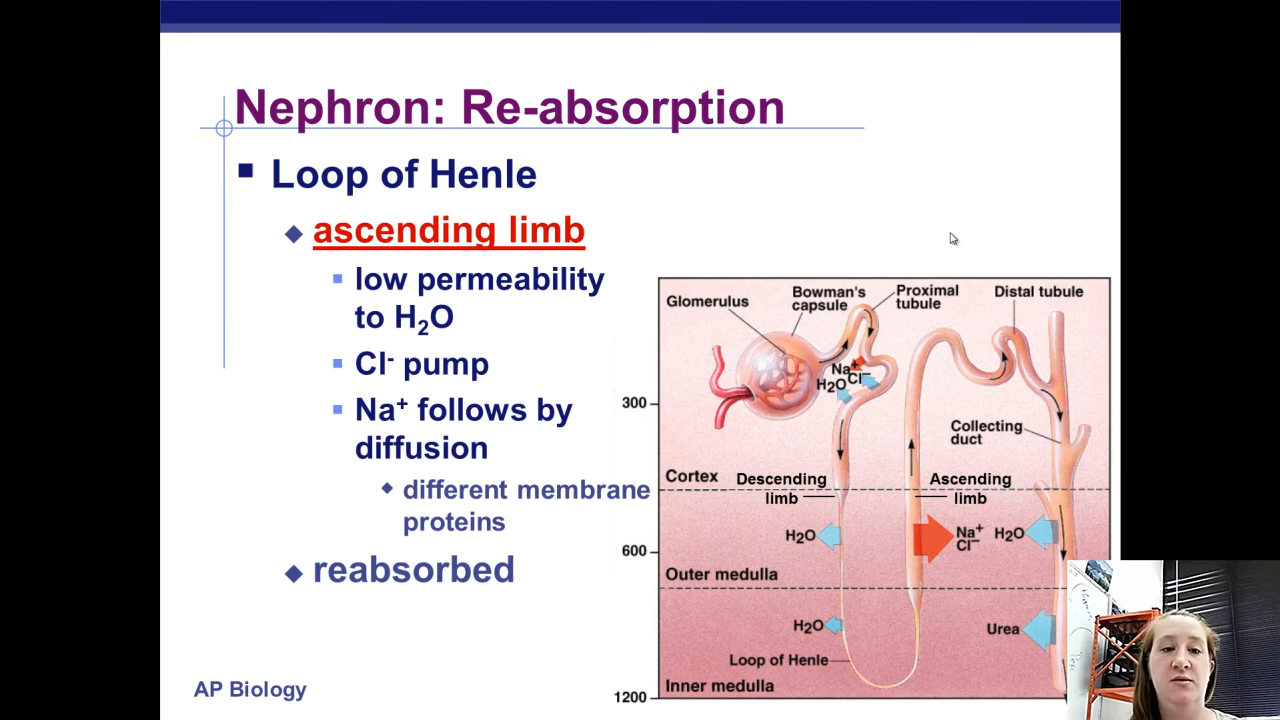 Nephron: Re-absorption
Loop of Henle
ascending limb
low permeability
to H₂O
Cl⁻ pump
Na⁺ follows by
diffusion
different membrane
proteins
reabsorbed
AP Biology
Glomerulus
Bowman's
capsule
Proximal
tubule
Distal tubule
Na⁺
Cl⁻
H2O
300
Collecting
duct
Cortex
Descending
limb
Ascending
limb
H2O
Na⁺
Cl⁻
H2O
600
Outer medulla
H2O
Urea
Loop of Henle
Inner medulla
1200